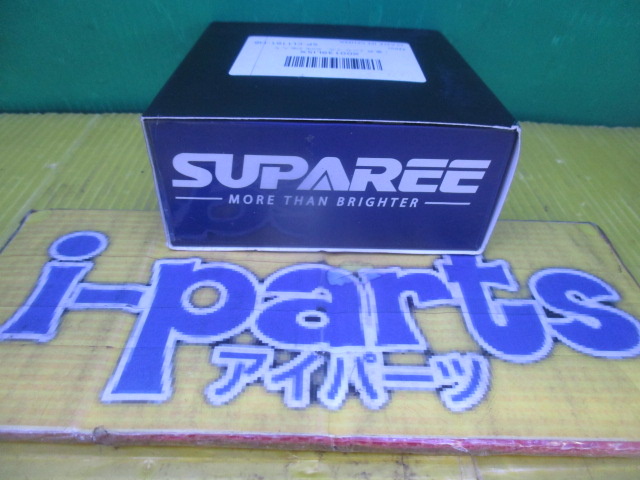 SUPAREE
MORE THAN BRIGHTER
i-parts
アイパーツ